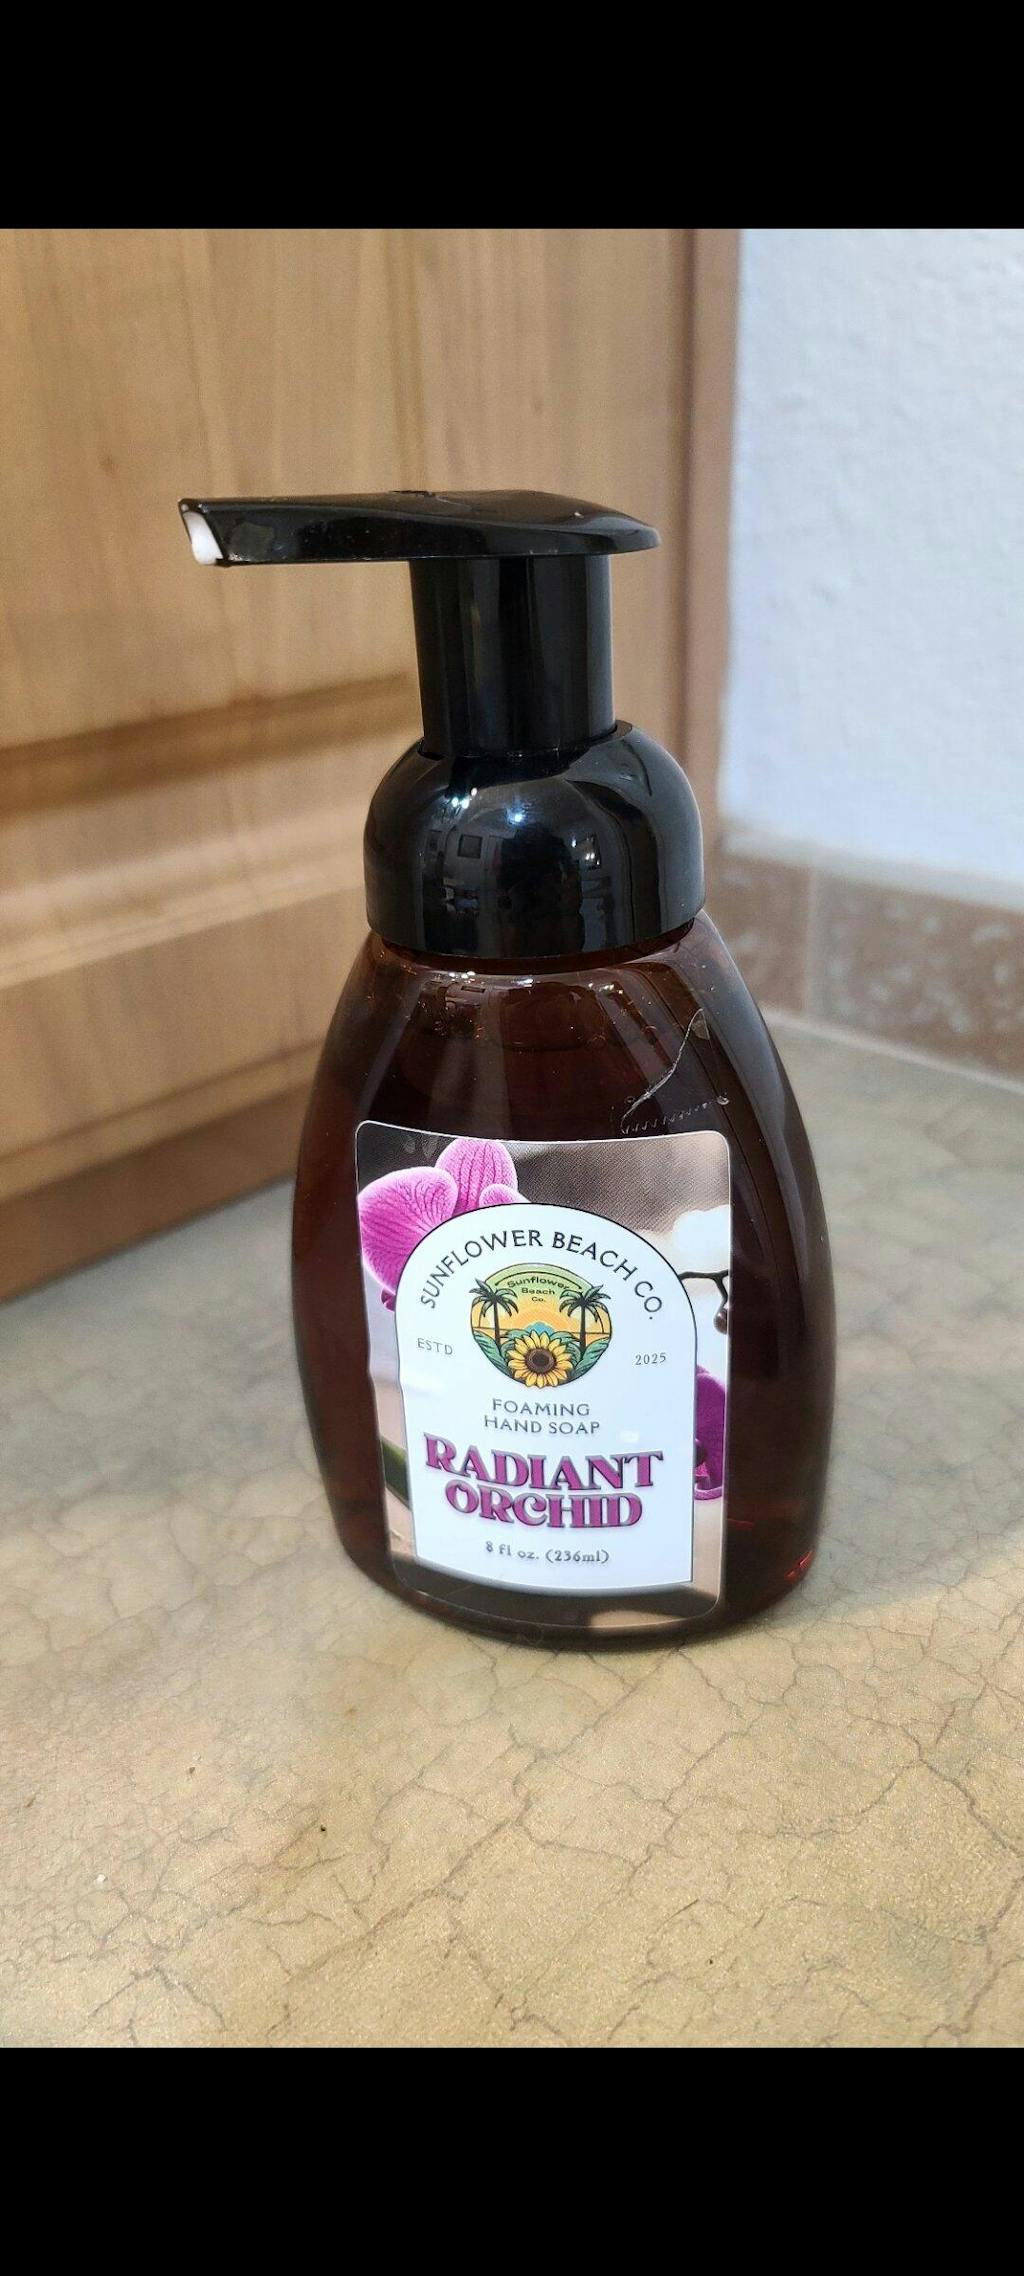 SUNFLOWER BEACH CO.
Sunflower
Beach
Co.
ESTD
2025
FOAMING
HAND SOAP
RADIANT
ORCHID
8 fl oz. (236ml)